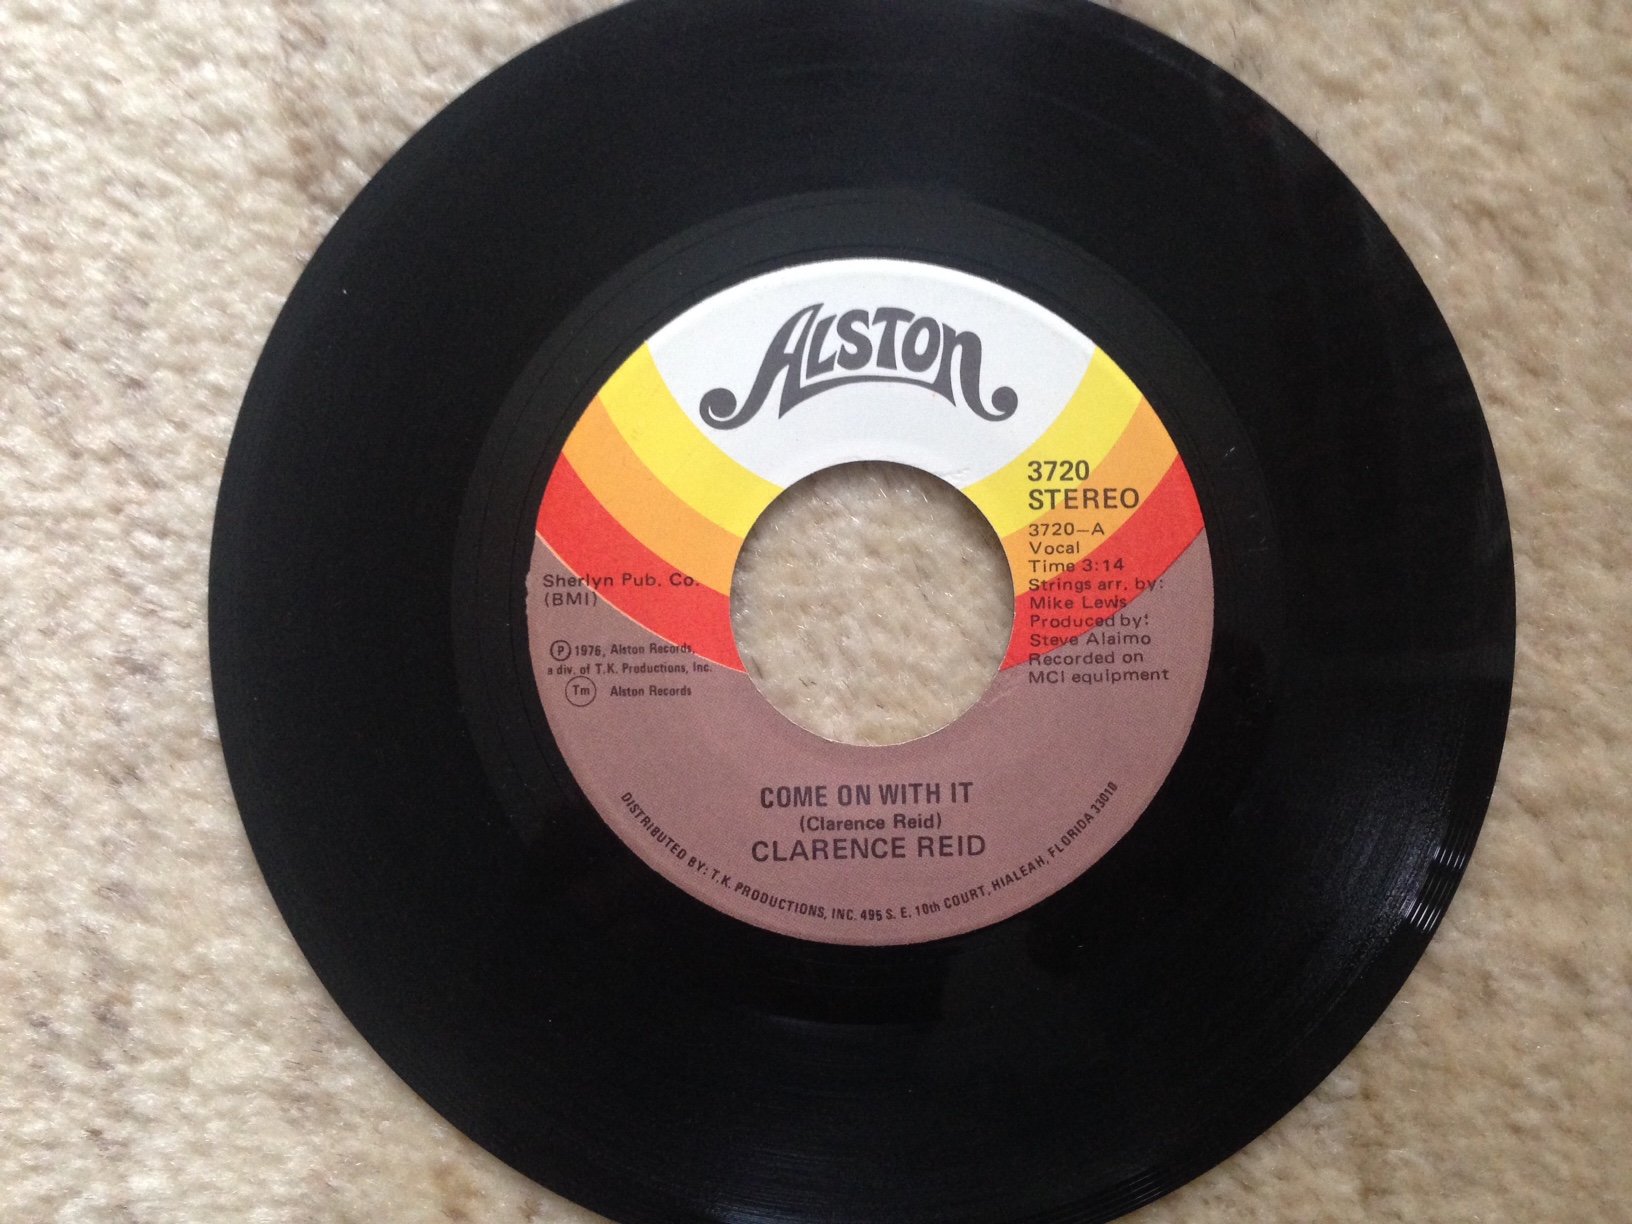 ALSTON
3720
STEREO
3720-A
Vocal
Time 3:14
Strings arr. by:
Mike Lewis
Produced by:
Steve Alaimo
Recorded on
MCI equipment
Sherlyn Pub. Co.
(BMI)
Ⓟ 1976, Alston Records,
a div. of T.K. Productions, Inc.
Tm Alston Records
COME ON WITH IT
(Clarence Reid)
CLARENCE REID
DISTRIBUTED BY: T.K. PRODUCTIONS, INC. 495 S. E. 10th COURT, HIALEAH, FLORIDA 33010